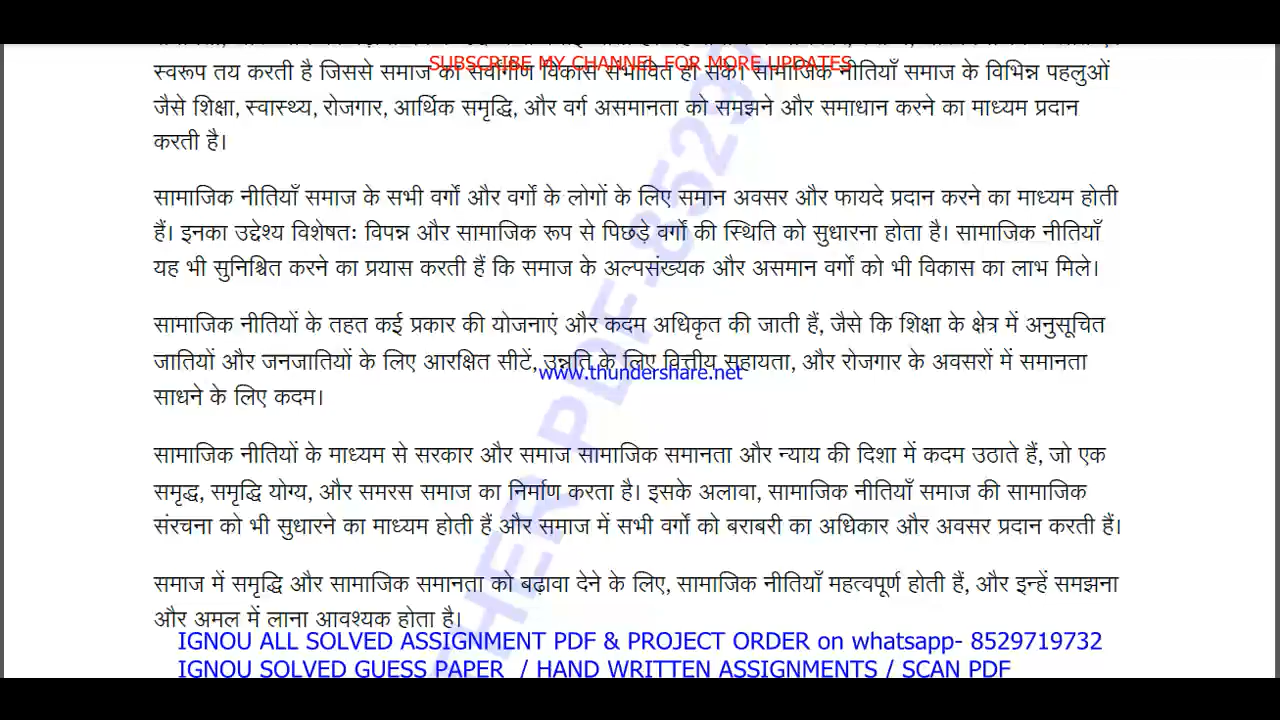 SUBSCRIBE MY CHANNEL FOR MORE UPDATES
स्वरूप तय करती है जिससे समाज का सर्वांगीण विकास संभावित हो सके। सामाजिक नीतियाँ समाज के विभिन्न पहलुओं
जैसे शिक्षा, स्वास्थ्य, रोजगार, आर्थिक समृद्धि, और वर्ग असमानता को समझने और समाधान करने का माध्यम प्रदान
करती है।
सामाजिक नीतियाँ समाज के सभी वर्गों और वर्गों के लोगों के लिए समान अवसर और फायदे प्रदान करने का माध्यम होती
हैं। इनका उद्देश्य विशेषतः विपन्न और सामाजिक रूप से पिछड़े वर्गों की स्थिति को सुधारना होता है। सामाजिक नीतियाँ
यह भी सुनिश्चित करने का प्रयास करती हैं कि समाज के अल्पसंख्यक और असमान वर्गों को भी विकास का लाभ मिले।
सामाजिक नीतियों के तहत कई प्रकार की योजनाएं और कदम अधिकृत की जाती हैं, जैसे कि शिक्षा के क्षेत्र में अनुसूचित
जातियों और जनजातियों के लिए आरक्षित सीटें, उन्नति के लिए वित्तीय सहायता, और रोजगार के अवसरों में समानता
www.thundershare.net
साधने के लिए कदम।
सामाजिक नीतियों के माध्यम से सरकार और समाज सामाजिक समानता और न्याय की दिशा में कदम उठाते हैं, जो एक
समृद्ध, समृद्धि योग्य, और समरस समाज का निर्माण करता है। इसके अलावा, सामाजिक नीतियाँ समाज की सामाजिक
संरचना को भी सुधारने का माध्यम होती हैं और समाज में सभी वर्गों को बराबरी का अधिकार और अवसर प्रदान करती हैं।
समाज में समृद्धि और सामाजिक समानता को बढ़ावा देने के लिए, सामाजिक नीतियाँ महत्वपूर्ण होती हैं, और इन्हें समझना
और अमल में लाना आवश्यक होता है।
THER PDF-8529
IGNOU ALL SOLVED ASSIGNMENT PDF & PROJECT ORDER on whatsapp- 8529719732
IGNOU SOLVED GUESS PAPER / HAND WRITTEN ASSIGNMENTS / SCAN PDF